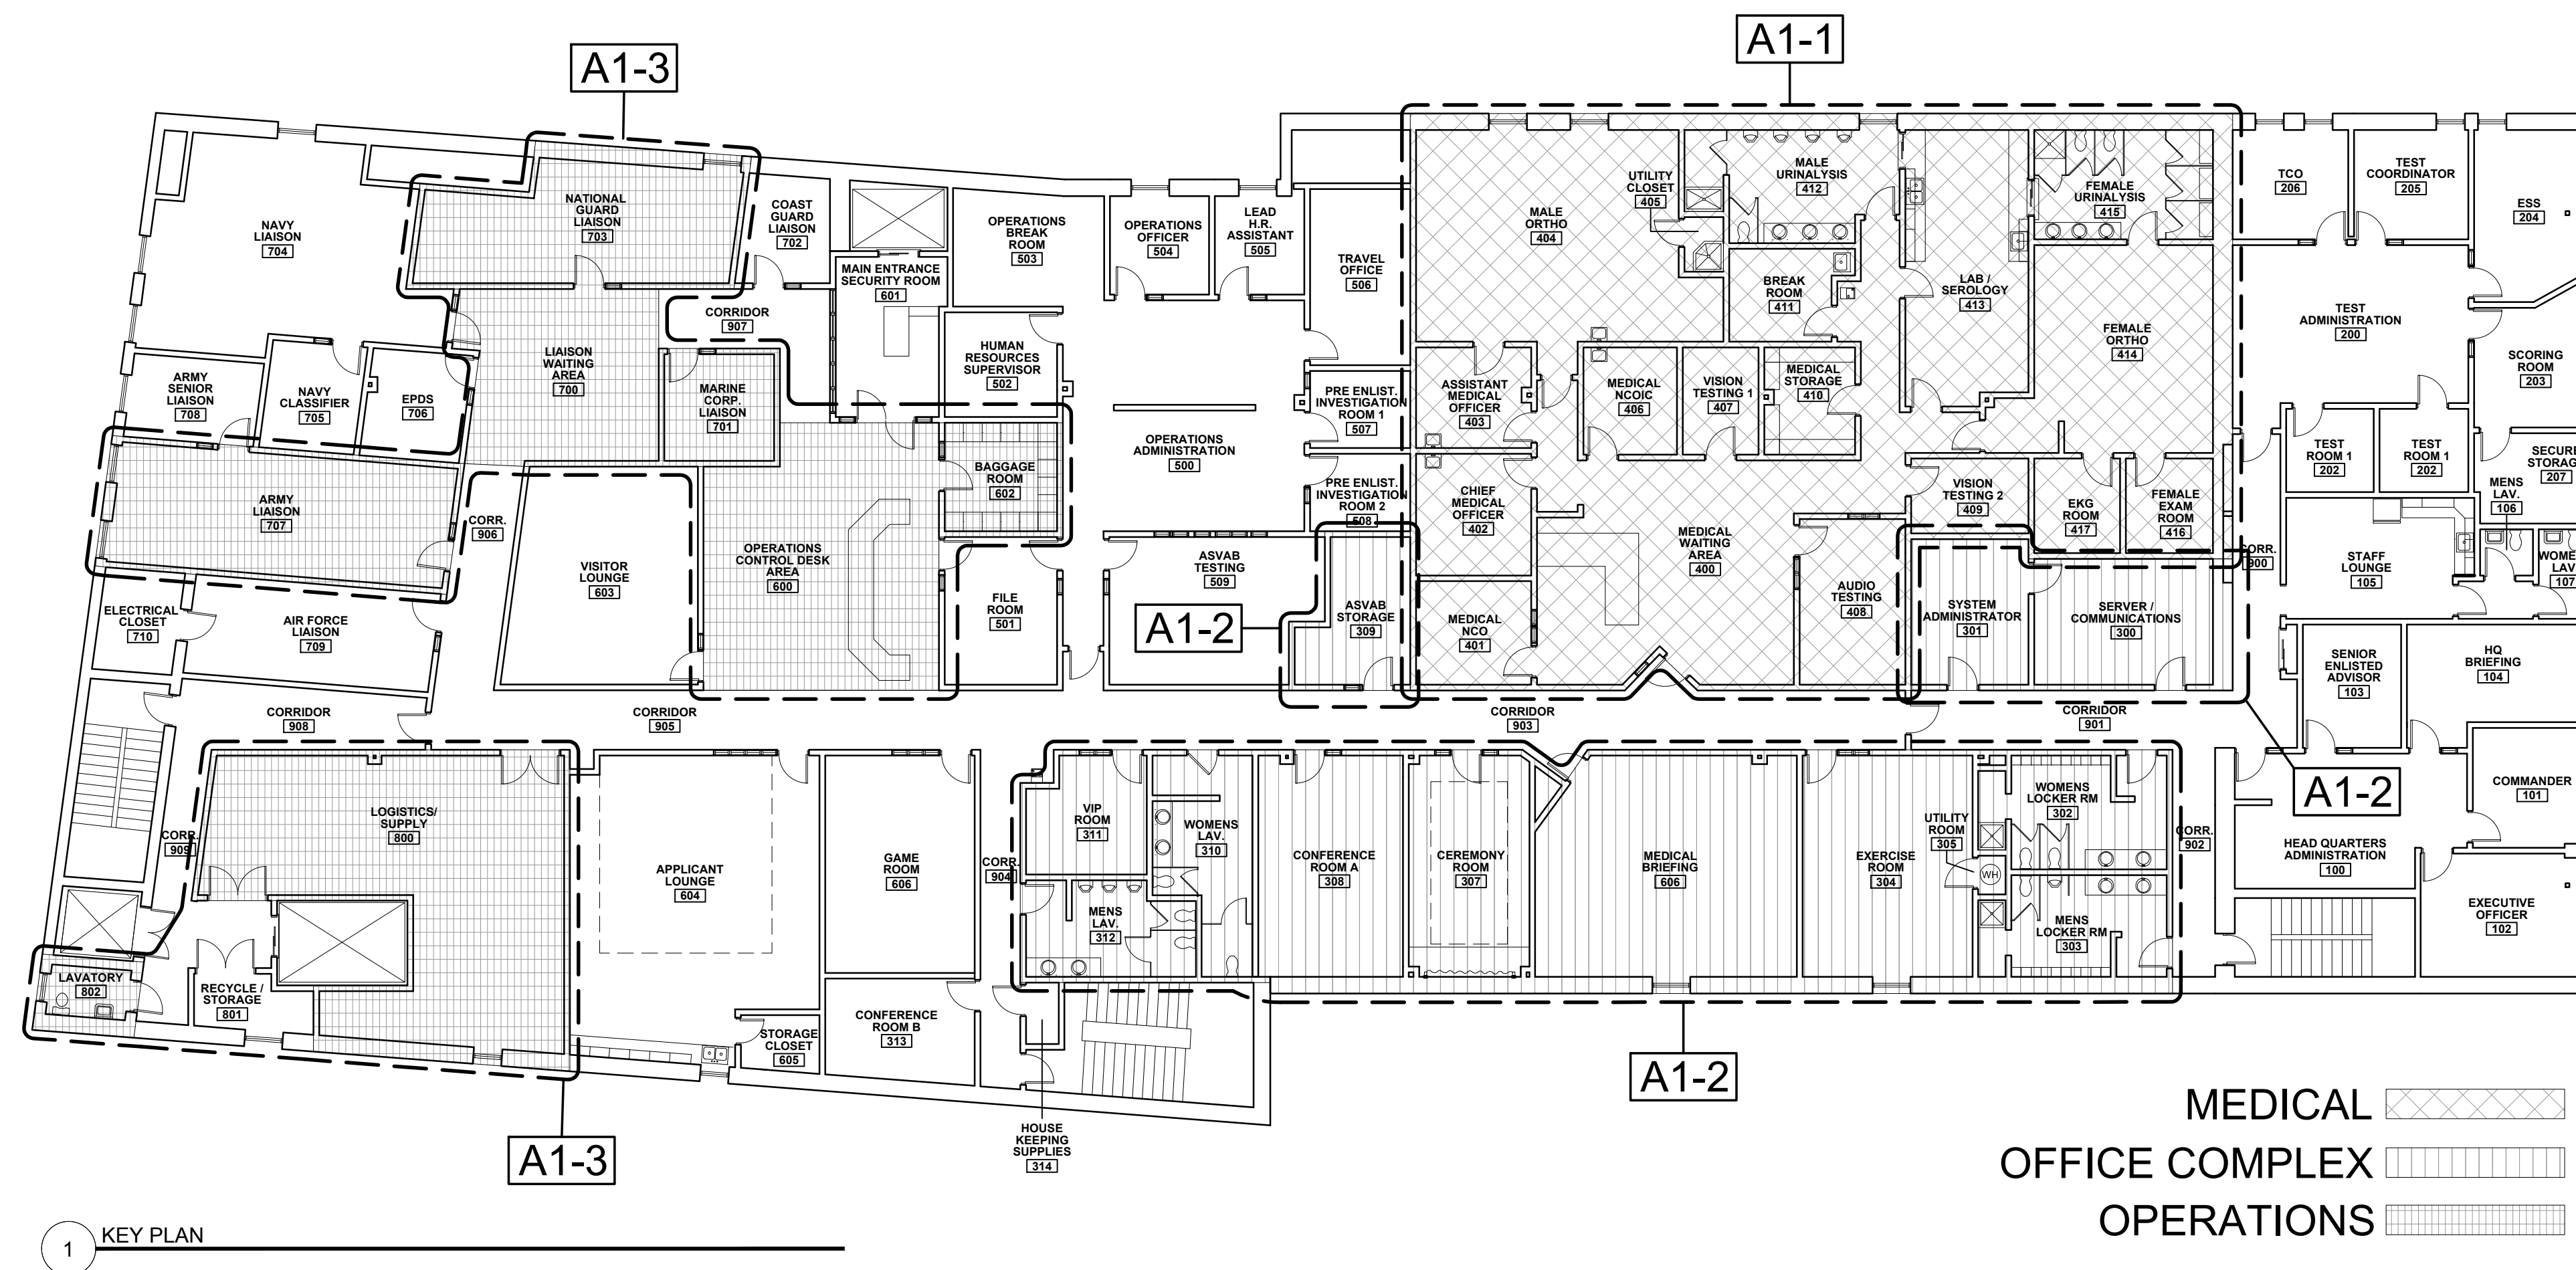 A1-3
A1-1
NAVY
LIAISON
704
NATIONAL
GUARD
LIAISON
703
COAST
GUARD
LIAISON
702
MAIN ENTRANCE
SECURITY ROOM
601
OPERATIONS
BREAK
ROOM
503
OPERATIONS
OFFICER
504
LEAD
H.R.
ASSISTANT
505
TRAVEL
OFFICE
506
MALE
ORTHO
404
UTILITY
CLOSET
405
MALE
URINALYSIS
412
BREAK
ROOM
411
LAB /
SEROLOGY
413
FEMALE
URINALYSIS
415
FEMALE
ORTHO
414
TCO
206
TEST
COORDINATOR
205
ESS
204
TEST
ADMINISTRATION
200
SCORING
ROOM
203
CORRIDOR
907
LIAISON
WAITING
AREA
700
MARINE
CORP.
LIAISON
701
HUMAN
RESOURCES
SUPERVISOR
502
ARMY
SENIOR
LIAISON
708
NAVY
CLASSIFIER
705
EPDS
706
PRE ENLIST.
INVESTIGATION
ROOM 1
507
OPERATIONS
ADMINISTRATION
500
PRE ENLIST.
INVESTIGATION
ROOM 2
508
ASSISTANT
MEDICAL
OFFICER
403
MEDICAL
NCOIC
406
VISION
TESTING 1
407
MEDICAL
STORAGE
410
TEST
ROOM 1
202
TEST
ROOM 1
202
SECURE
STORAG
207
MENS
LAV.
106
ARMY
LIAISON
707
CORR.
906
BAGGAGE
ROOM
602
CHIEF
MEDICAL
OFFICER
402
VISION
TESTING 2
409
EKG
ROOM
417
FEMALE
EXAM
ROOM
416
VISITOR
LOUNGE
603
OPERATIONS
CONTROL DESK
AREA
600
FILE
ROOM
501
ASVAB
TESTING
509
A1-2
ASVAB
STORAGE
309
MEDICAL
NCO
401
MEDICAL
WAITING
AREA
400
AUDIO
TESTING
408
SYSTEM
ADMINISTRATOR
301
SERVER /
COMMUNICATIONS
300
CORR.
900
STAFF
LOUNGE
105
WOME
LAV
107
ELECTRICAL
CLOSET
710
AIR FORCE
LIAISON
709
SENIOR
ENLISTED
ADVISOR
103
HQ
BRIEFING
104
CORRIDOR
908
CORRIDOR
905
CORRIDOR
903
CORRIDOR
901
A1-2
COMMANDER
101
LOGISTICS/
SUPPLY
800
CORR.
909
APPLICANT
LOUNGE
604
GAME
ROOM
606
CORR.
904
VIP
ROOM
311
WOMENS
LAV.
310
MENS
LAV.
312
CONFERENCE
ROOM A
308
CEREMONY
ROOM
307
MEDICAL
BRIEFING
606
EXERCISE
ROOM
304
UTILITY
ROOM
305
WH
WOMENS
LOCKER RM
302
MENS
LOCKER RM
303
CORR.
902
HEAD QUARTERS
ADMINISTRATION
100
EXECUTIVE
OFFICER
102
LAVATORY
802
RECYCLE /
STORAGE
801
STORAGE
CLOSET
605
CONFERENCE
ROOM B
313
HOUSE
KEEPING
SUPPLIES
314
A1-3
A1-2
MEDICAL
OFFICE COMPLEX
OPERATIONS
1
KEY PLAN